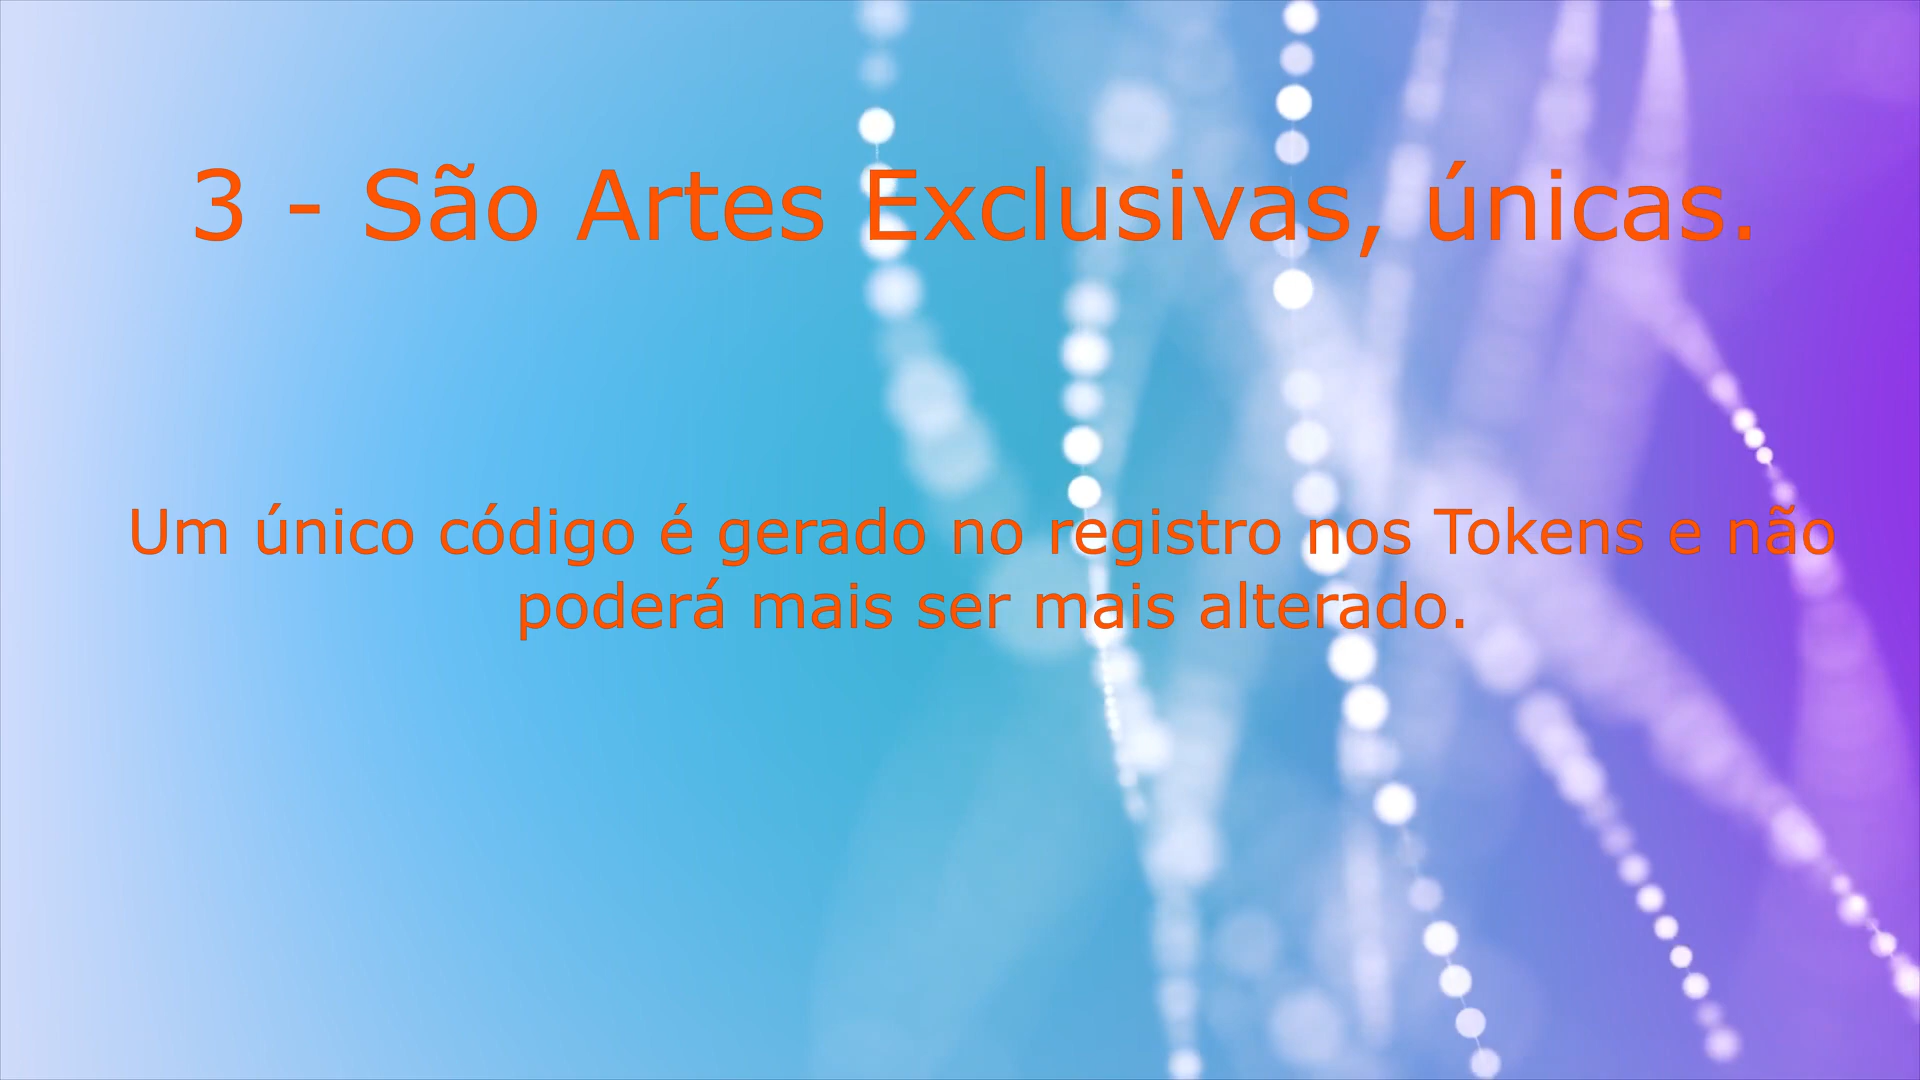 3 - São Artes Exclusivas, únicas.
Um único código é gerado no registro nos Tokens e não
poderá mais ser mais alterado.